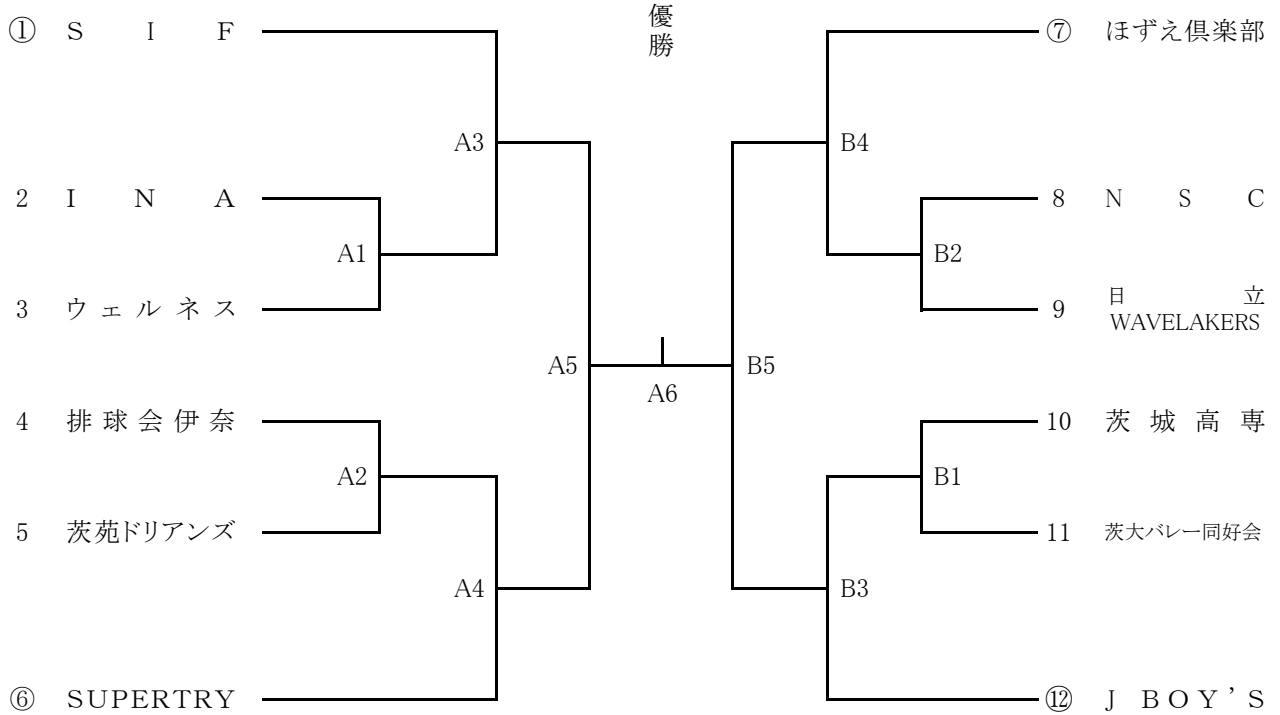 優勝
① S I F
A3
2 I N A
A1
3 ウェルネス
A5
4 排球会伊奈
A2
5 茨苑ドリアンズ
A4
⑥ SUPERTRY
A6
⑦ ほずえ倶楽部
B4
8 N S C
B2
9 日立
WAVELAKERS
B5
10 茨城高専
B1
11 茨大バレー同好会
B3
⑫ J BOY'S